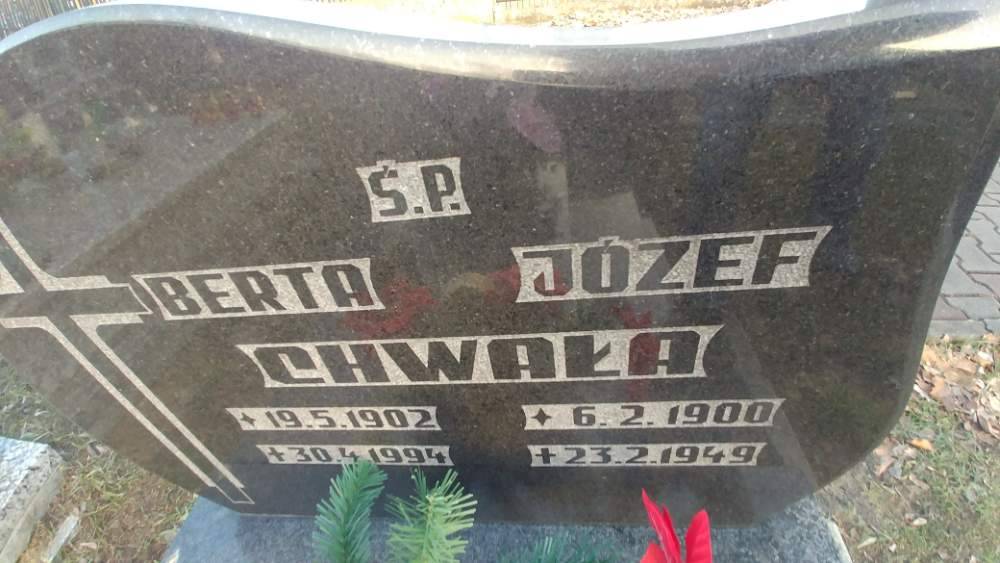 Ś.P.
BERTA JÓZEF
CHWAŁA
19.5.1902 6.2.1900
30.4.1994 23.2.1949